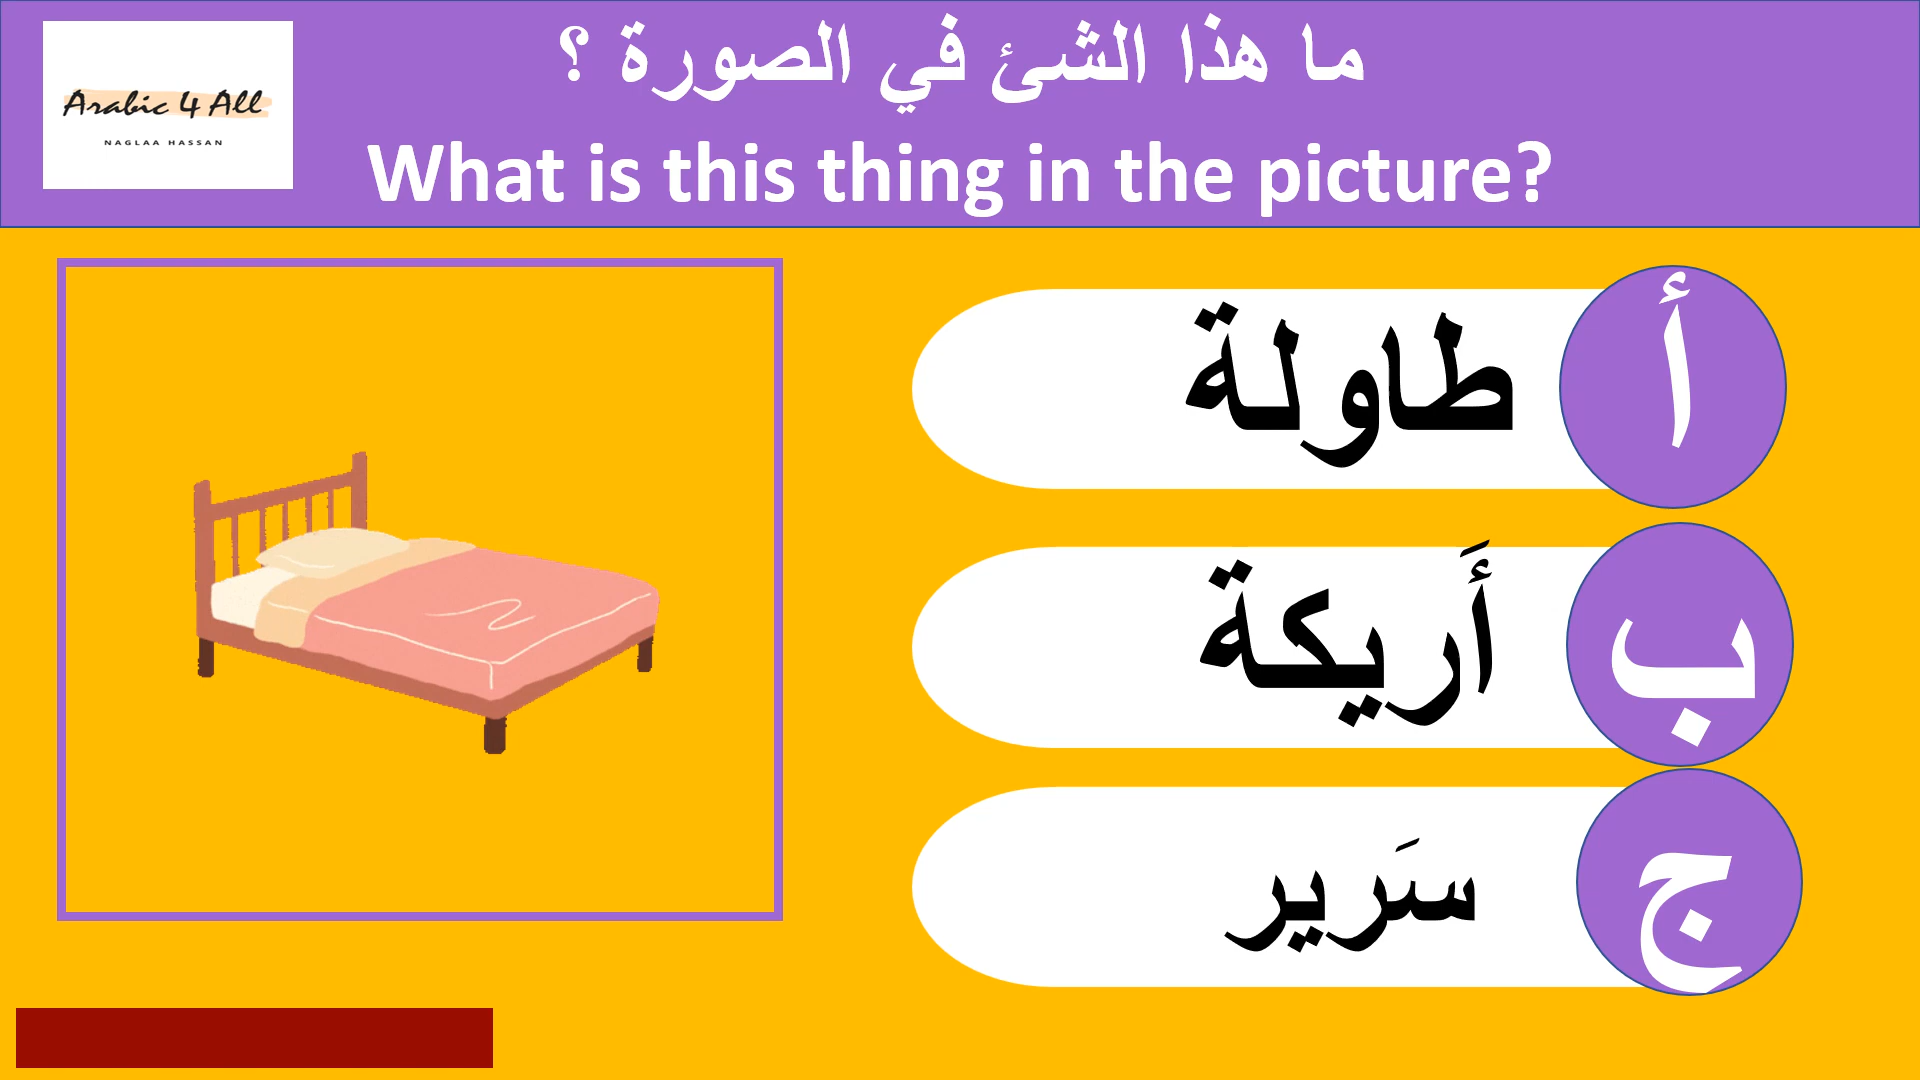 Arabic 4 All
NAGLAA HASSAN
ما هذا الشئ في الصورة ؟
What is this thing in the picture?
أ
طاولة
ب
أَريكة
ج
سَرير